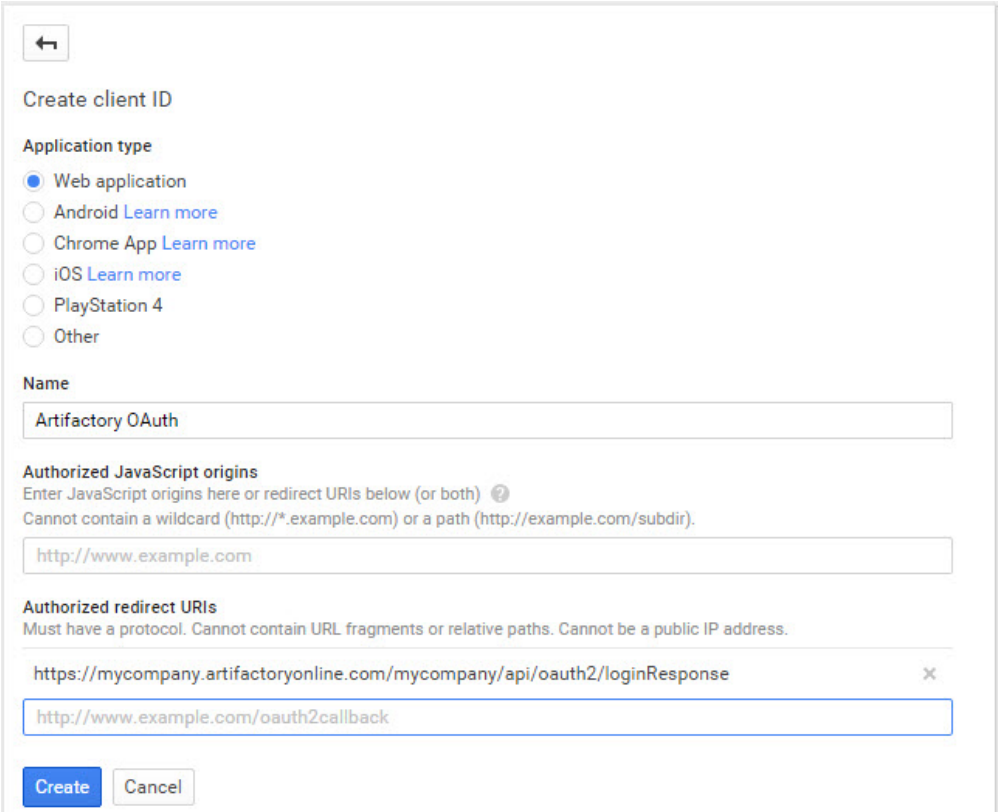 Create client ID
Application type
Web application
Android Learn more
Chrome App Learn more
iOS Learn more
PlayStation 4
Other
Name
Artifactory OAuth
Authorized JavaScript origins
Enter JavaScript origins here or redirect URIs below (or both) ?
Cannot contain a wildcard (http://*.example.com) or a path (http://example.com/subdir).
http://www.example.com
Authorized redirect URIs
Must have a protocol. Cannot contain URL fragments or relative paths. Cannot be a public IP address.
https://mycompany.artifactoryonline.com/mycompany/api/oauth2/loginResponse
http://www.example.com/oauth2callback
Create Cancel